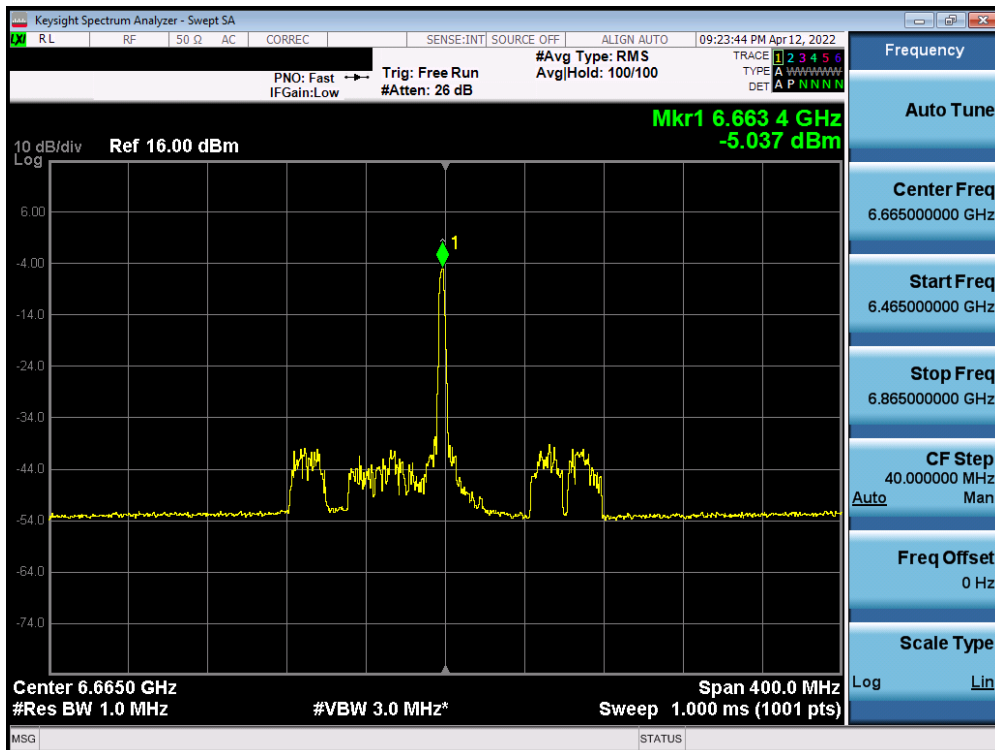 Keysight Spectrum Analyzer - Swept SA
LXI RL RF 50 Ω AC CORREC SENSE:INT SOURCE OFF ALIGN AUTO 09:23:44 PM Apr 12, 2022
PNO: Fast
IFGain:Low
Trig: Free Run
#Atten: 26 dB
#Avg Type: RMS
Avg|Hold: 100/100
TRACE 1 2 3 4 5 6
TYPE A WWWWW
DET A P N N N N
Mkr1 6.663 4 GHz
-5.037 dBm
10 dB/div
Log
Ref 16.00 dBm
1
6.00
-4.00
-14.0
-24.0
-34.0
-44.0
-54.0
-64.0
-74.0
Center 6.6650 GHz
#Res BW 1.0 MHz
#VBW 3.0 MHz*
Span 400.0 MHz
Sweep 1.000 ms (1001 pts)
MSG
STATUS
Frequency
Auto Tune
Center Freq
6.665000000 GHz
Start Freq
6.465000000 GHz
Stop Freq
6.865000000 GHz
CF Step
40.000000 MHz
Auto Man
Freq Offset
0 Hz
Scale Type
Log Lin